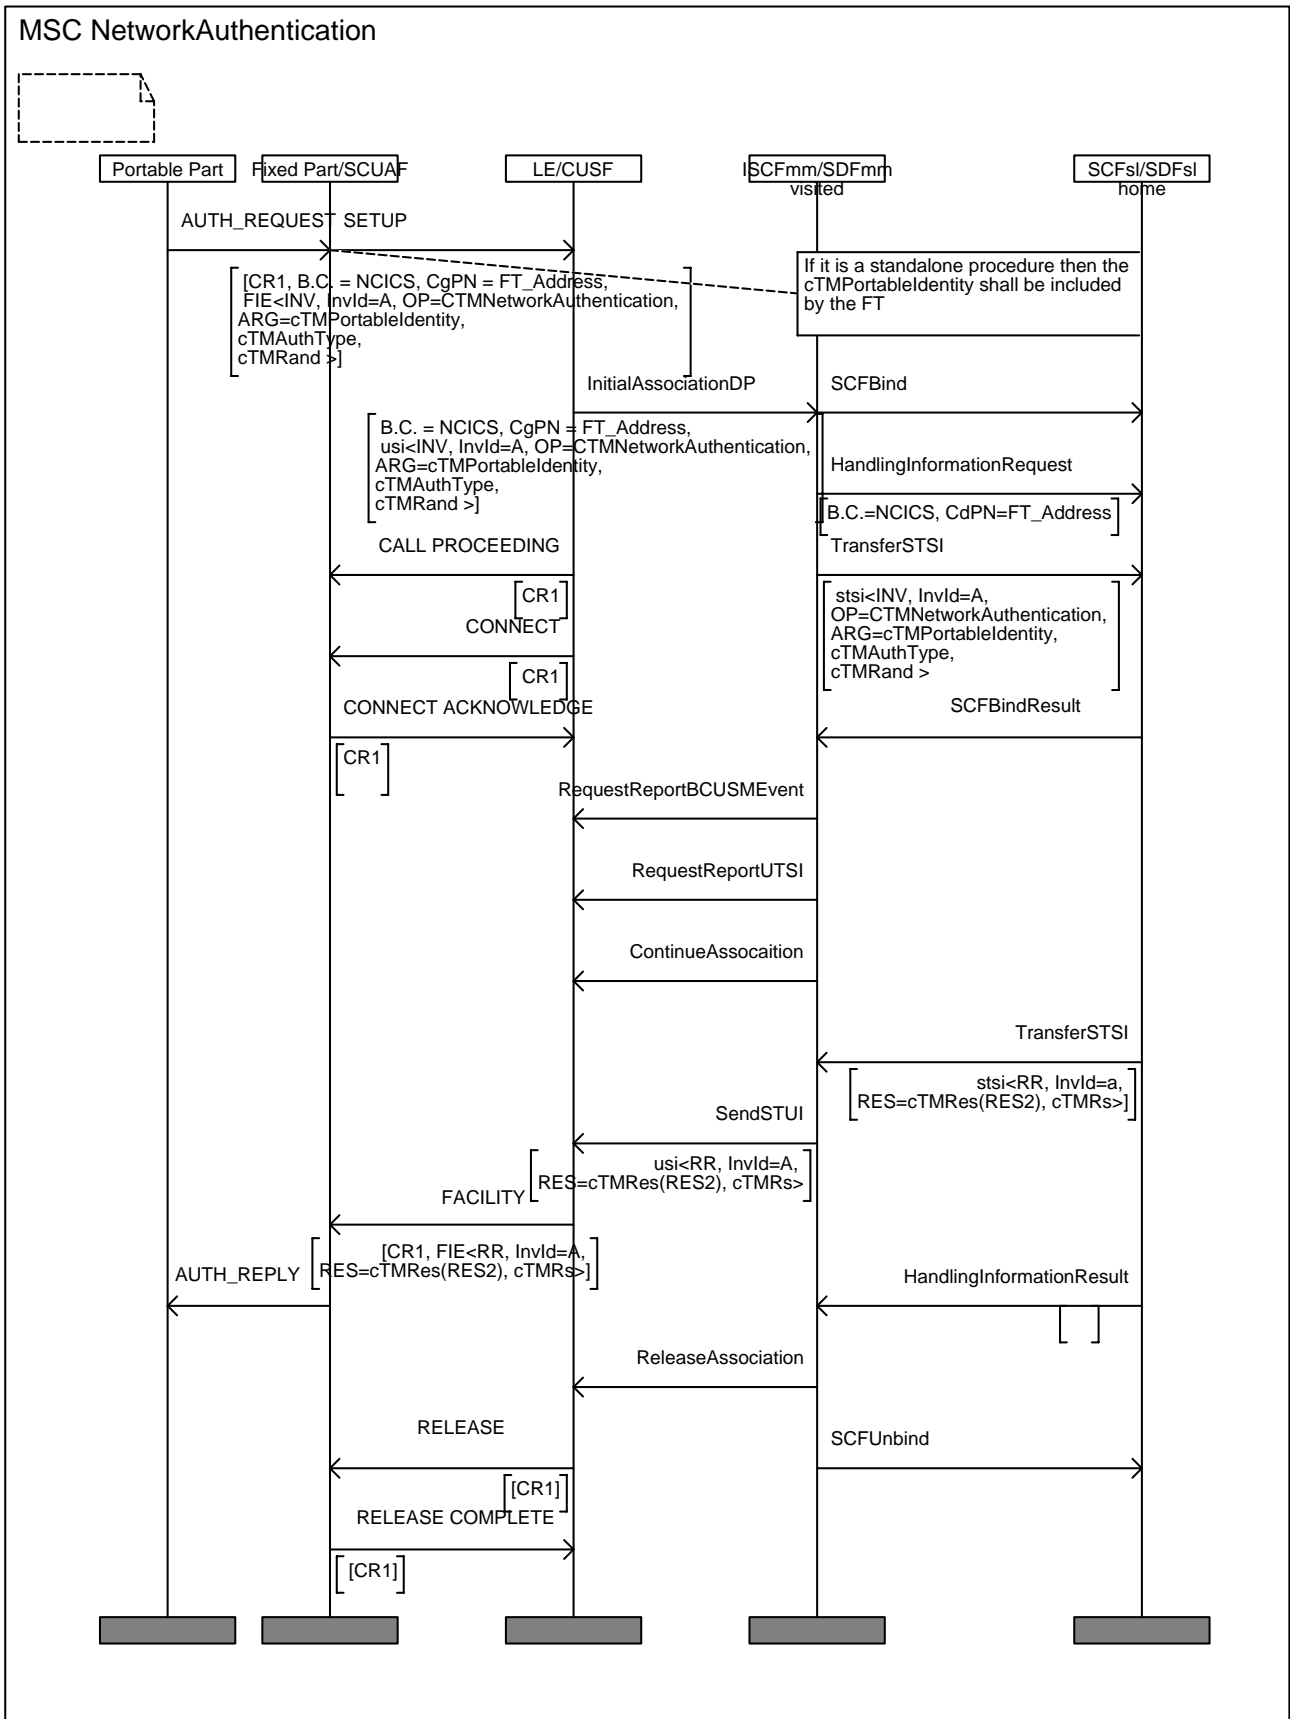 MSC NetworkAuthentication
Portable Part
Fixed Part/SCUAF
LE/CUSF
ISCFmm/SDFmm
visited
SCFsl/SDFsl
home
AUTH_REQUEST
SETUP
[CR1, B.C. = NCICS, CgPN = FT_Address,
FIE<INV, InvId=A, OP=CTMNetworkAuthentication,
ARG=cTMPortableIdentity,
cTMAuthType,
cTMRand >]
If it is a standalone procedure then the
cTMPortableIdentity shall be included
by the FT
InitialAssociationDP
SCFBind
B.C. = NCICS, CgPN = FT_Address,
usi<INV, InvId=A, OP=CTMNetworkAuthentication,
ARG=cTMPortableIdentity,
cTMAuthType,
cTMRand >]
HandlingInformationRequest
B.C.=NCICS, CdPN=FT_Address
CALL PROCEEDING
TransferSTSI
CR1
stsi<INV, InvId=A,
OP=CTMNetworkAuthentication,
ARG=cTMPortableIdentity,
cTMAuthType,
cTMRand >
CONNECT
CR1
CONNECT ACKNOWLEDGE
SCFBindResult
CR1
RequestReportBCUSMEvent
RequestReportUTSI
ContinueAssocaition
TransferSTSI
stsi<RR, InvId=a,
RES=cTMRes(RES2), cTMRs>]
SendSTUI
usi<RR, InvId=A,
RES=cTMRes(RES2), cTMRs>
FACILITY
[CR1, FIE<RR, InvId=A,
RES=cTMRes(RES2), cTMRs>]
AUTH_REPLY
HandlingInformationResult
ReleaseAssociation
RELEASE
SCFUnbind
[CR1]
RELEASE COMPLETE
[CR1]